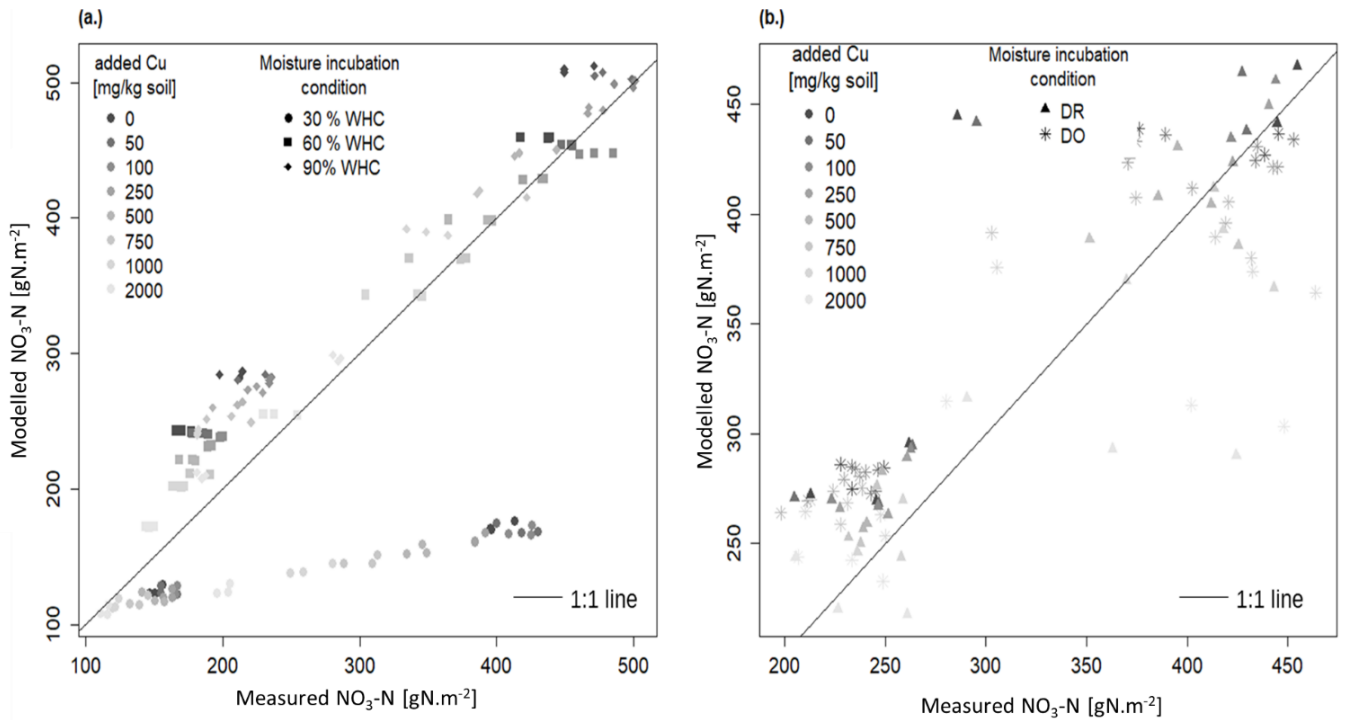 (a.)
added Cu
[mg/kg soil]
0
50
100
250
500
750
1000
2000
Moisture incubation
condition
30 % WHC
60 % WHC
90% WHC
1:1 line
100 200 300 400 500
100 200 300 400 500
Measured NO3-N [gN.m-2]
Modelled NO3-N [gN.m-2]
(b.)
added Cu
[mg/kg soil]
0
50
100
250
500
750
1000
2000
Moisture incubation
condition
DR
DO
1:1 line
250 300 350 400 450
200 250 300 350 400 450
Measured NO3-N [gN.m-2]
Modelled NO3-N [gN.m-2]